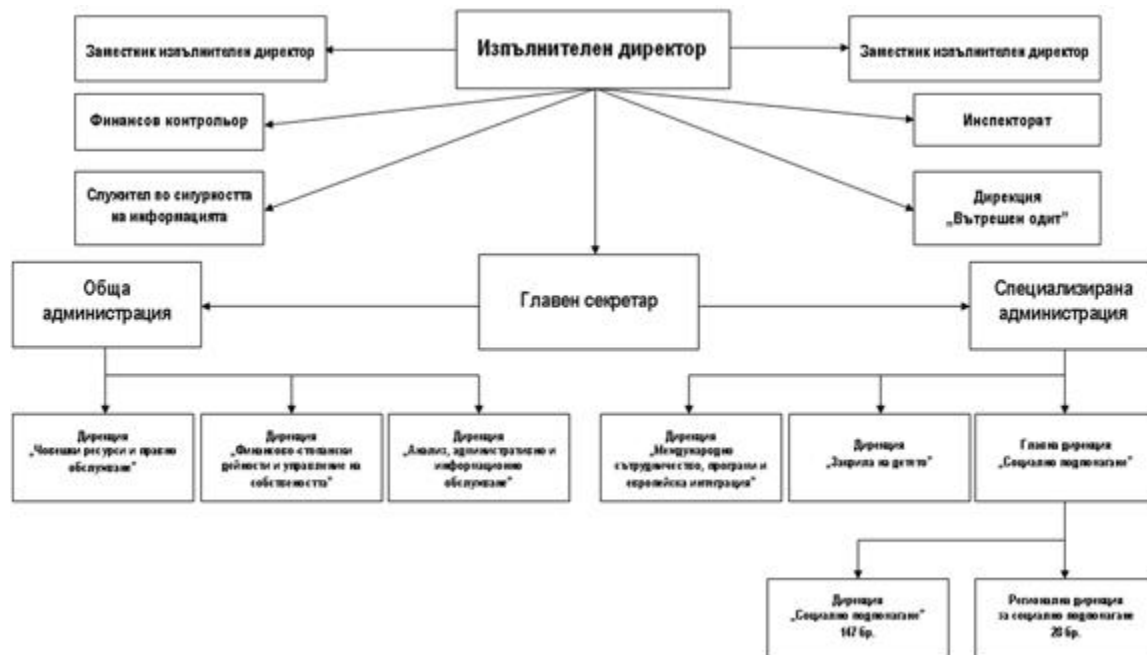 Заместник изпълнителен директор
Изпълнителен директор
Заместник изпълнителен директор
Финансов контрольор
Инспекторат
Служител по сигурността
на информацията
Дирекция
„Вътрешен одит”
Обща
администрация
Главен секретар
Специализирана
администрация
Дирекция
„Човешки ресурси и правно
обслужване”
Дирекция
„Финансово-стопански
дейности и управление на
собствеността”
Дирекция
„Анализ, административно и
информационно
обслужване”
Дирекция
„Международно
сътрудничество, програми и
европейска интеграция”
Дирекция
„Закрила на детето”
Главна дирекция
„Социално подпомагане”
Дирекция
„Социално подпомагане”
147 бр.
Регионална дирекция
за социално подпомагане
28 бр.